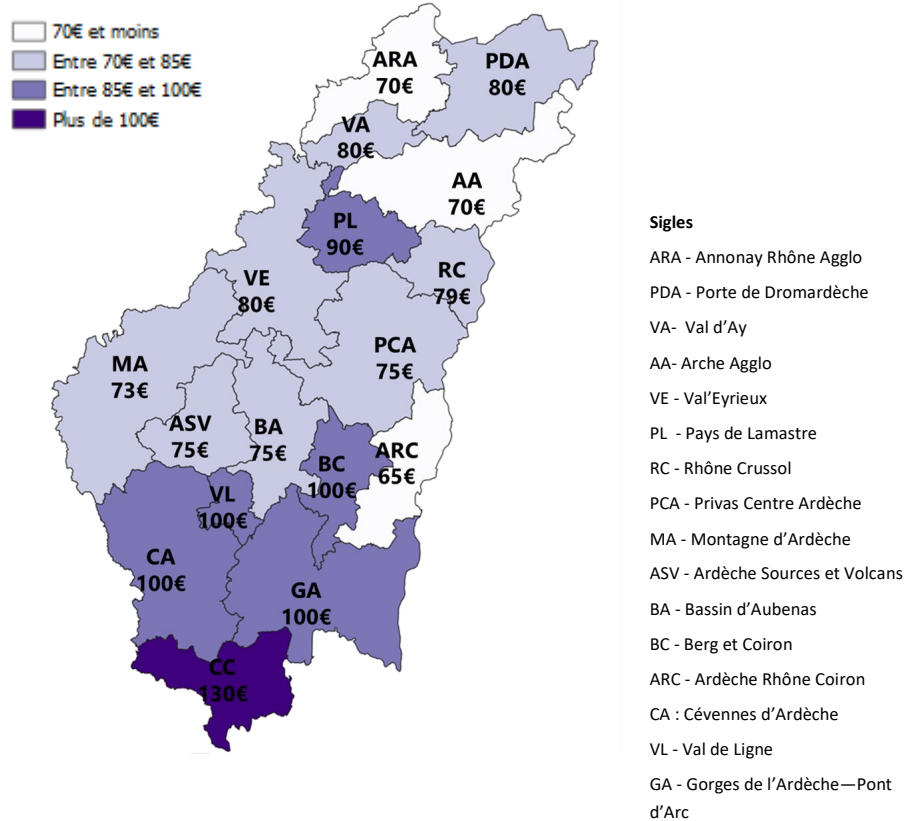 70€ et moins
Entre 70€ et 85€
Entre 85€ et 100€
Plus de 100€
ARA
70€
PDA
80€
VA
80€
AA
70€
PL
90€
RC
79€
VE
80€
PCA
75€
MA
73€
ASV
75€
BA
75€
BC
100€
ARC
65€
VL
100€
CA
100€
GA
100€
CC
130€
Sigles
ARA - Annonay Rhône Agglo
PDA - Porte de Dromardèche
VA- Val d’Ay
AA- Arche Agglo
VE - Val’Eyrieux
PL - Pays de Lamastre
RC - Rhône Crussol
PCA - Privas Centre Ardèche
MA - Montagne d’Ardèche
ASV - Ardèche Sources et Volcans
BA - Bassin d’Aubenas
BC - Berg et Coiron
ARC - Ardèche Rhône Coiron
CA : Cévennes d’Ardèche
VL - Val de Ligne
GA - Gorges de l’Ardèche—Pont
d’Arc